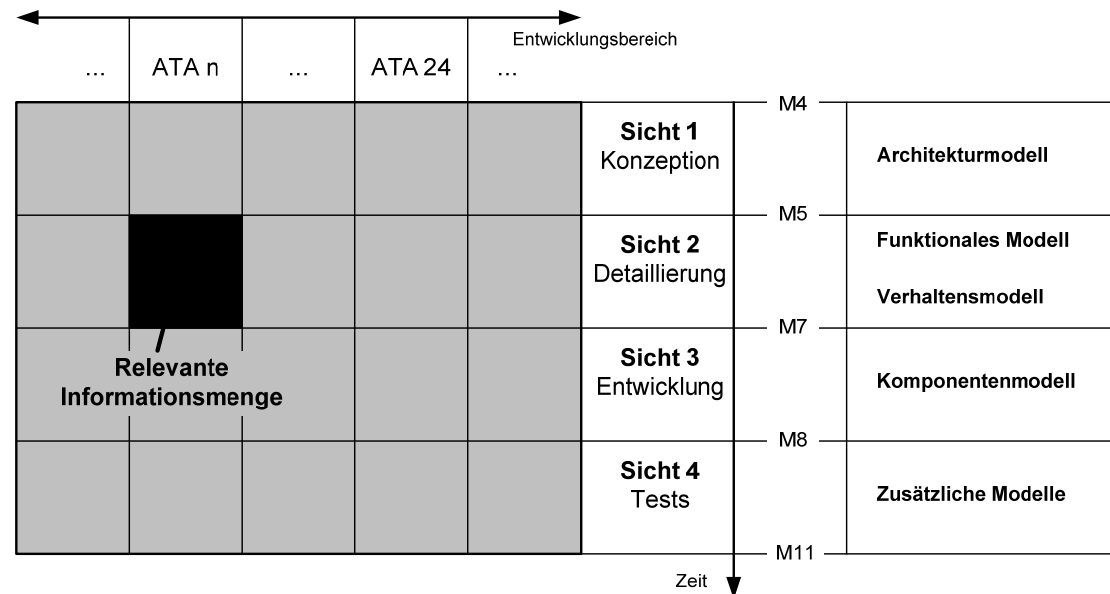 Entwicklungsbereich
... ATA n ... ATA 24 ...
M4
Sicht 1
Konzeption
Architekturmodell
M5
Sicht 2
Detaillierung
Funktionales Modell
Verhaltensmodell
M7
Relevante
Informationsmenge
Sicht 3
Entwicklung
Komponentenmodell
M8
Sicht 4
Tests
Zusätzliche Modelle
M11
Zeit